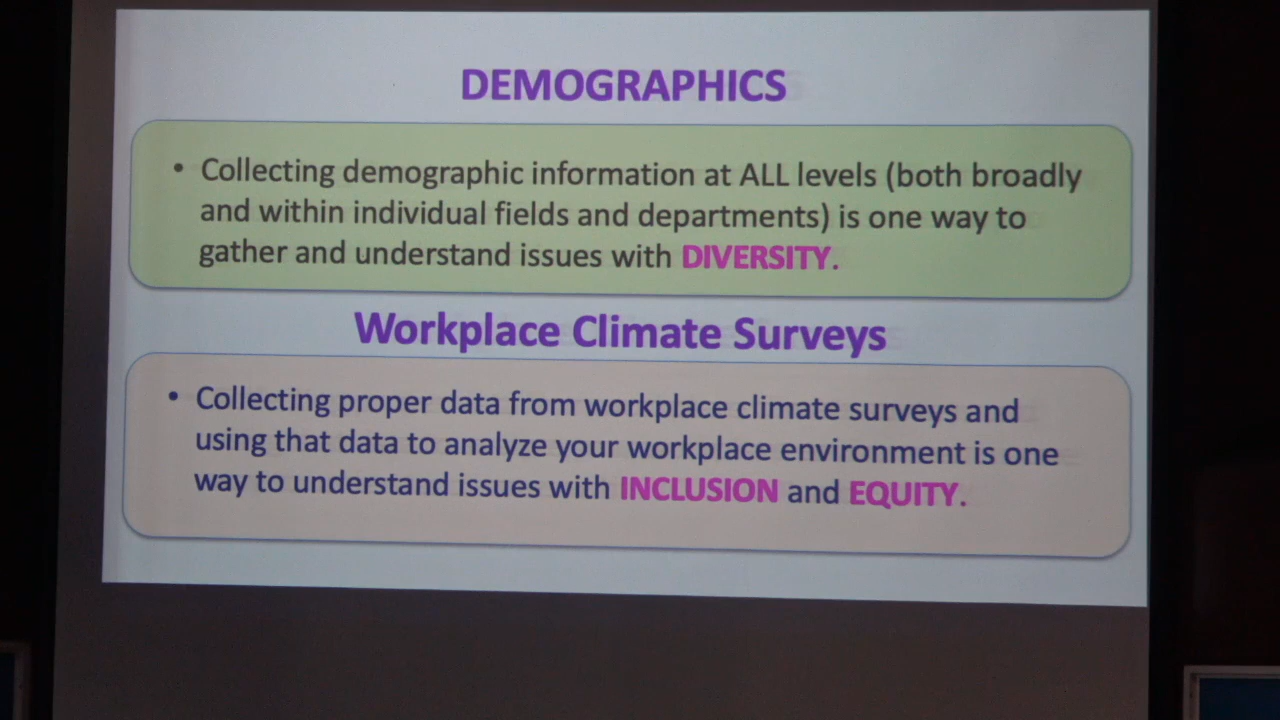 DEMOGRAPHICS
• Collecting demographic information at ALL levels (both broadly
and within individual fields and departments) is one way to
gather and understand issues with DIVERSITY.
Workplace Climate Surveys
• Collecting proper data from workplace climate surveys and
using that data to analyze your workplace environment is one
way to understand issues with INCLUSION and EQUITY.